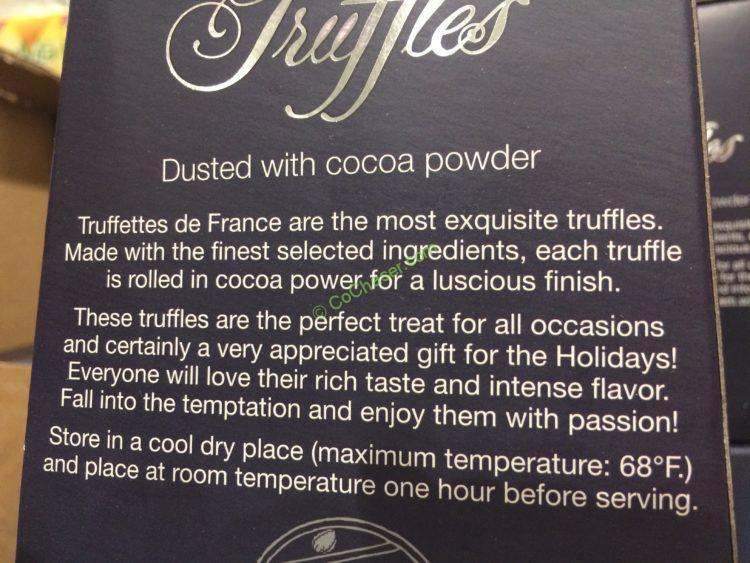 Truffles
Dusted with cocoa powder
Truffettes de France are the most exquisite truffles.
Made with the finest selected ingredients, each truffle
is rolled in cocoa power for a luscious finish.
These truffles are the perfect treat for all occasions
and certainly a very appreciated gift for the Holidays!
Everyone will love their rich taste and intense flavor.
Fall into the temptation and enjoy them with passion!
Store in a cool dry place (maximum temperature: 68°F.)
and place at room temperature one hour before serving.
© CoChaser.com